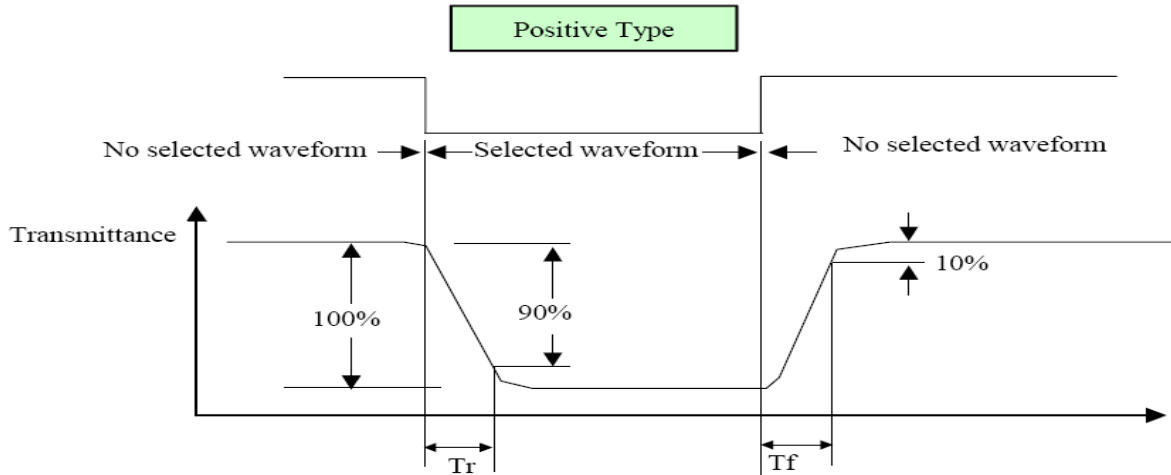 Positive Type
No selected waveform
Selected waveform
No selected waveform
Transmittance
10%
100%
90%
Tr
Tf